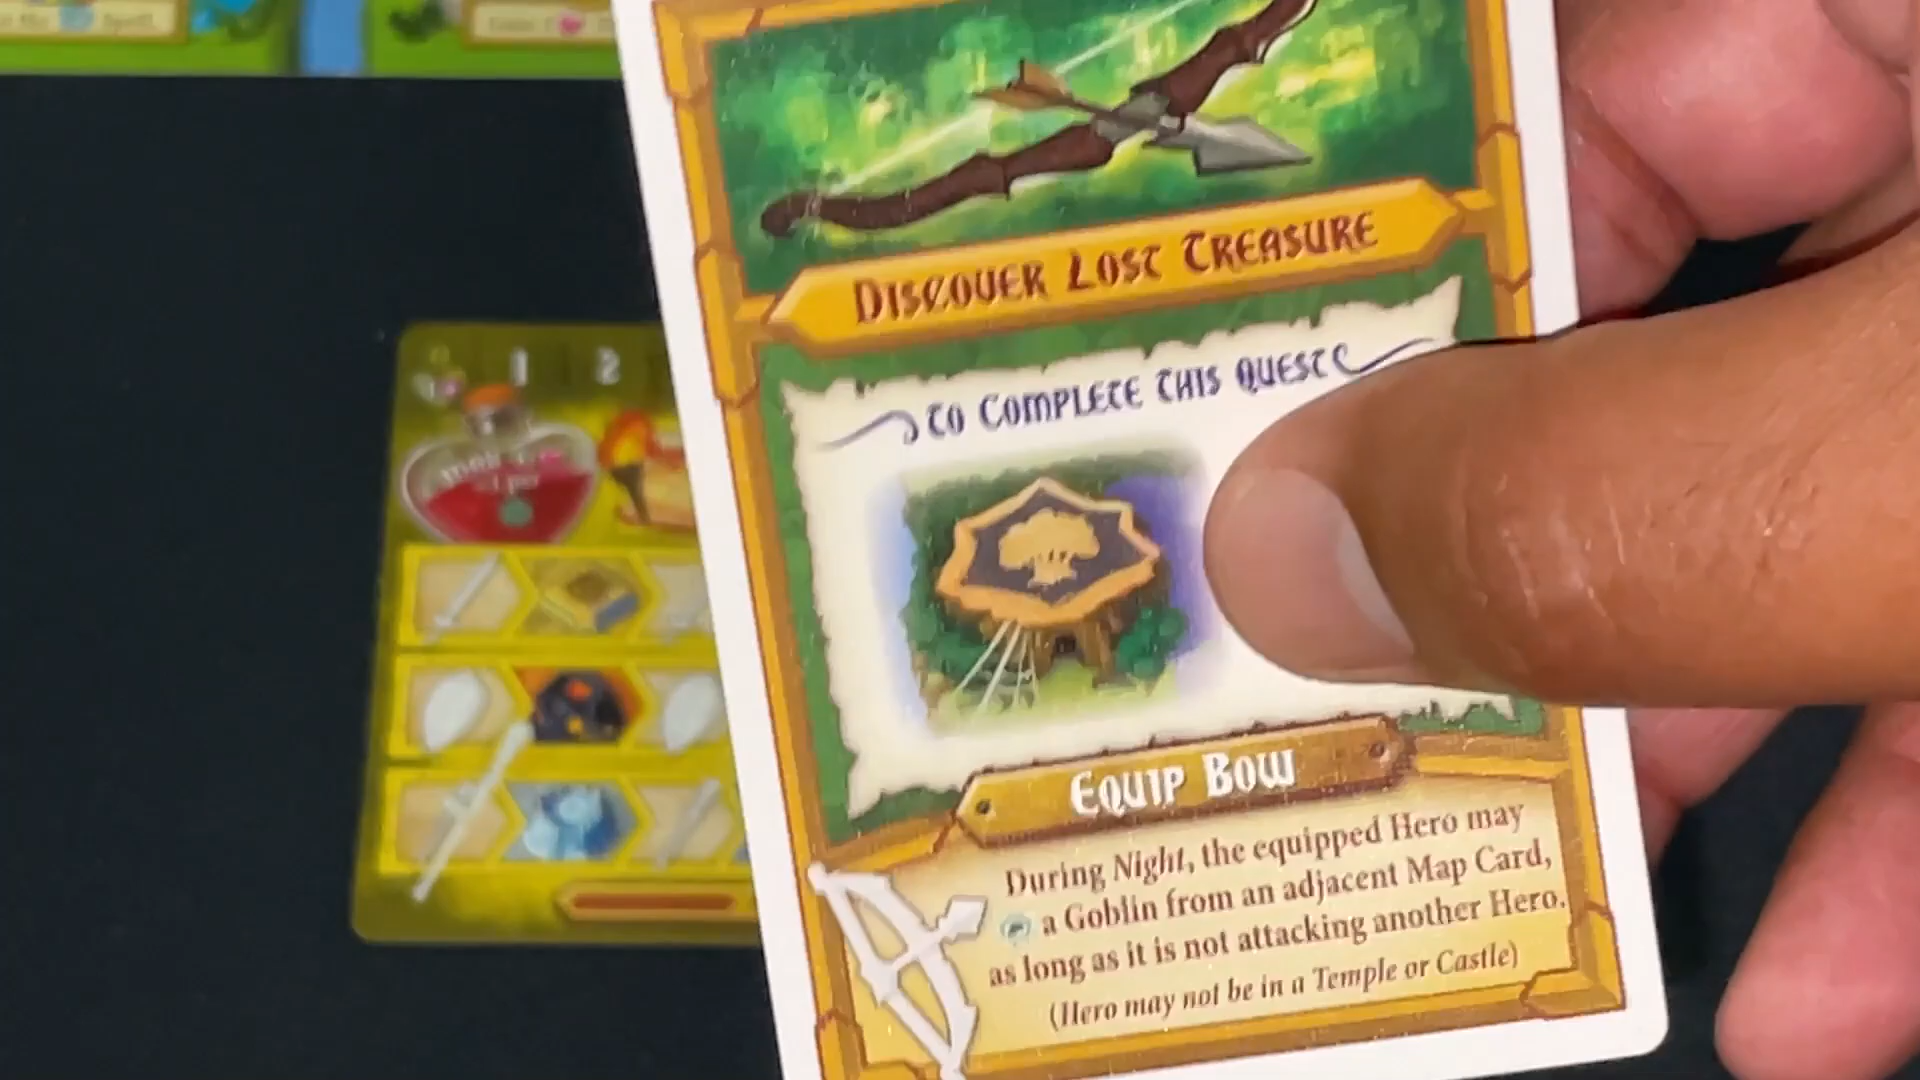 1 2
DISCOVER LOST TREASURE
TO COMPLETE THIS QUEST
EQUIP BOW
During Night, the equipped Hero may
a Goblin from an adjacent Map Card,
as long as it is not attacking another Hero.
(Hero may not be in a Temple or Castle)